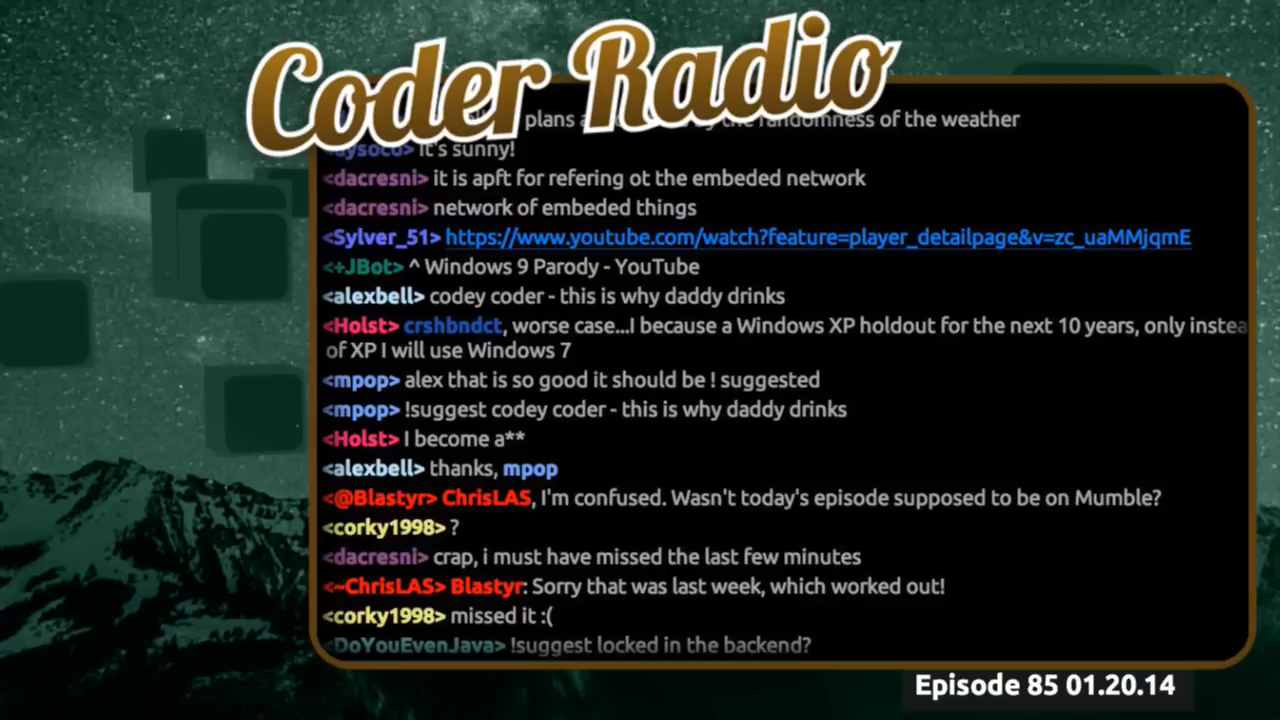 Coder Radio
plans a by the randomness of the weather
it's sunny!
<dacresni> it is apft for refering ot the embeded network
<dacresni> network of embeded things
<Sylver_51> https://www.youtube.com/watch?feature=player_detailpage&v=zc_uaMMjqmE
<+JBot> ^ Windows 9 Parody - YouTube
<alexbell> codey coder - this is why daddy drinks
<Holst> crshbndct, worse case...I because a Windows XP holdout for the next 10 years, only instea
of XP I will use Windows 7
<mpop> alex that is so good it should be ! suggested
<mpop> !suggest codey coder - this is why daddy drinks
<Holst> I become a**
<alexbell> thanks, mpop
<@Blastyr> ChrisLAS, I'm confused. Wasn't today's episode supposed to be on Mumble?
<corky1998> ?
<dacresni> crap, i must have missed the last few minutes
<~ChrisLAS> Blastyr: Sorry that was last week, which worked out!
<corky1998> missed it :(
<DoYouEvenJava> !suggest locked in the backend?
Episode 85 01.20.14